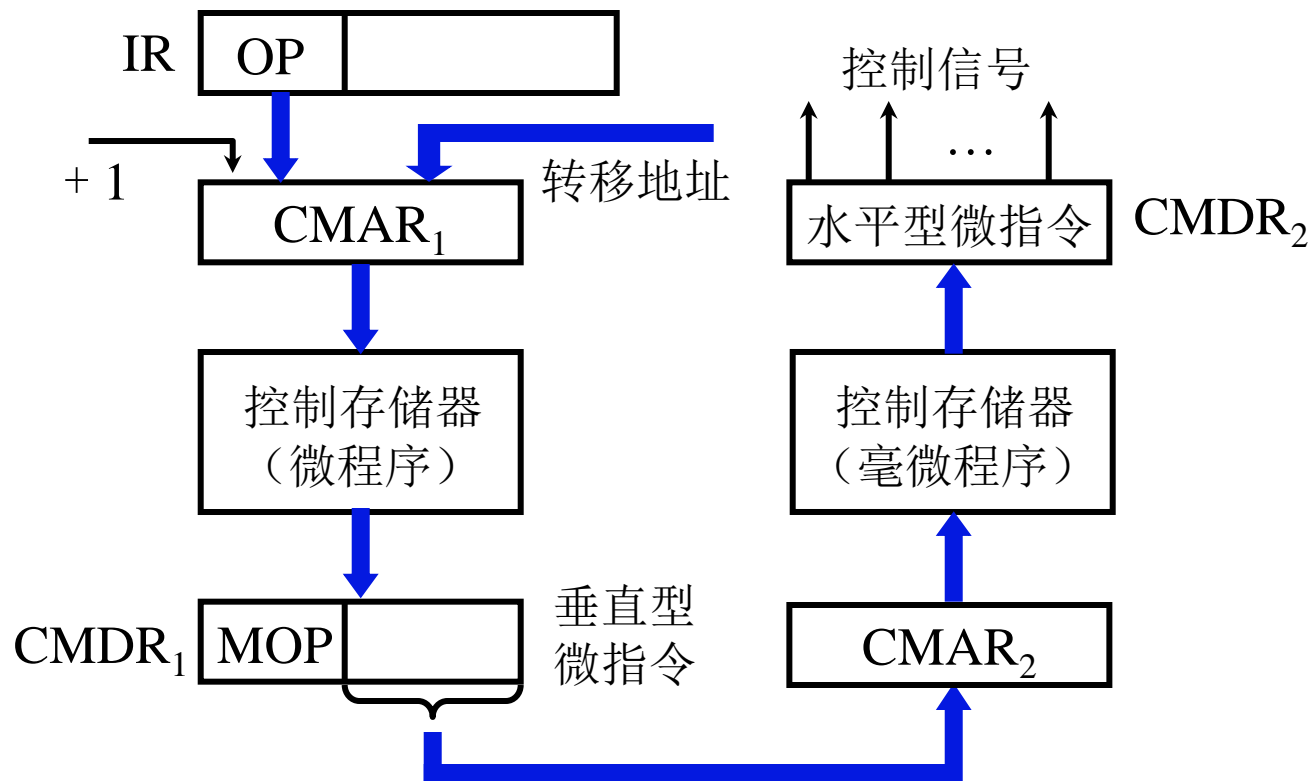 IR
OP
+ 1
转移地址
CMAR₁
控制存储器
（微程序）
CMDR₁
MOP
垂直型
微指令
控制信号
…
水平型微指令
CMDR₂
控制存储器
（毫微程序）
CMAR₂